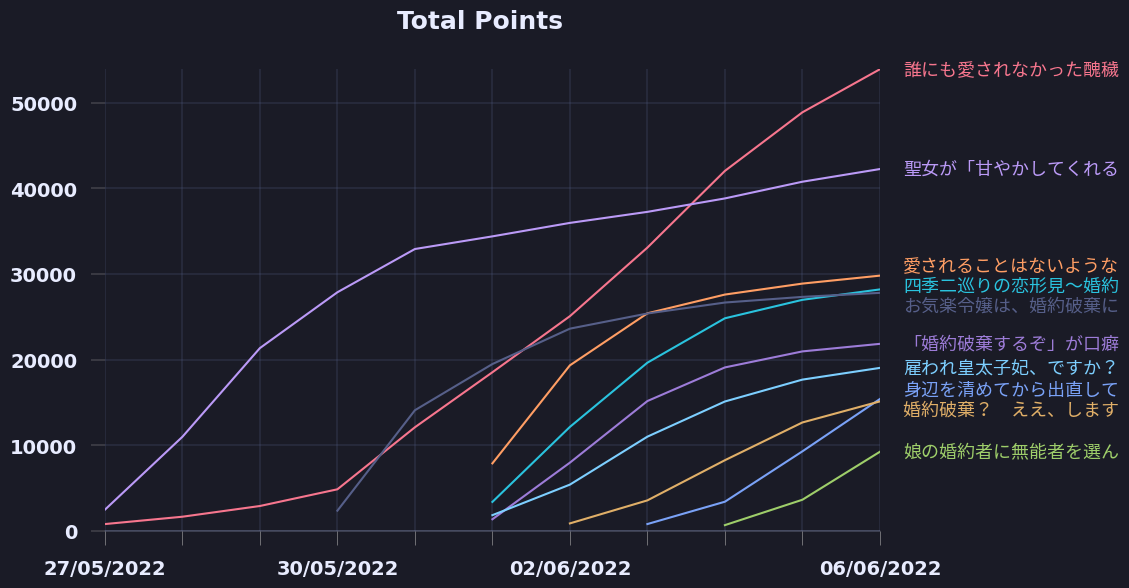 Total Points
50000
40000
30000
20000
10000
0
27/05/2022
30/05/2022
02/06/2022
06/06/2022
誰にも愛されなかった醜穢
聖女が「甘やかしてくれる
愛されることはないような
四季二巡りの恋形見～婚約
お気楽令嬢は、婚約破棄に
「婚約破棄するぞ」が口癖
雇われ皇太子妃、ですか？
身辺を清めてから出直して
婚約破棄？　ええ、します
娘の婚約者に無能者を選ん